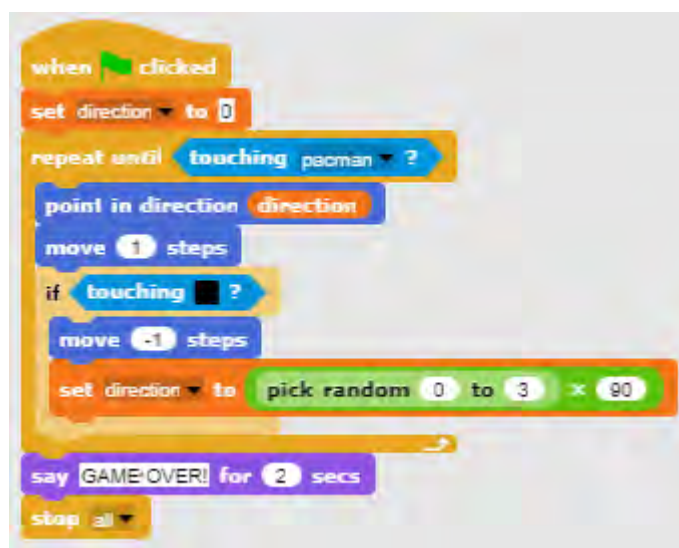 when clicked
set direction to 0
repeat until touching pacman ?
point in direction direction
move 1 steps
if touching ?
move -1 steps
set direction to pick random 0 to 3 × 90
say GAME OVER! for 2 secs
stop all